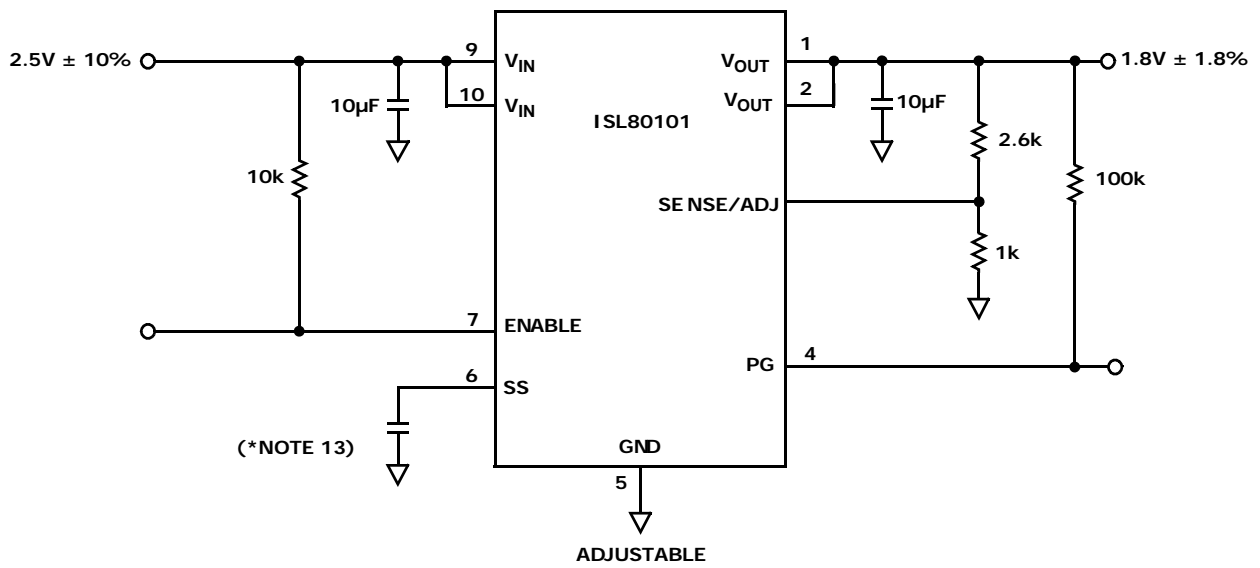 2.5V ± 10%
9
V_IN
10
V_IN
10µF
10k
7
ENABLE
6
SS
(*NOTE 13)
ISL80101
1
V_OUT
2
V_OUT
10µF
1.8V ± 1.8%
2.6k
100k
SENSE/ADJ
1k
PG
4
GND
5
ADJUSTABLE